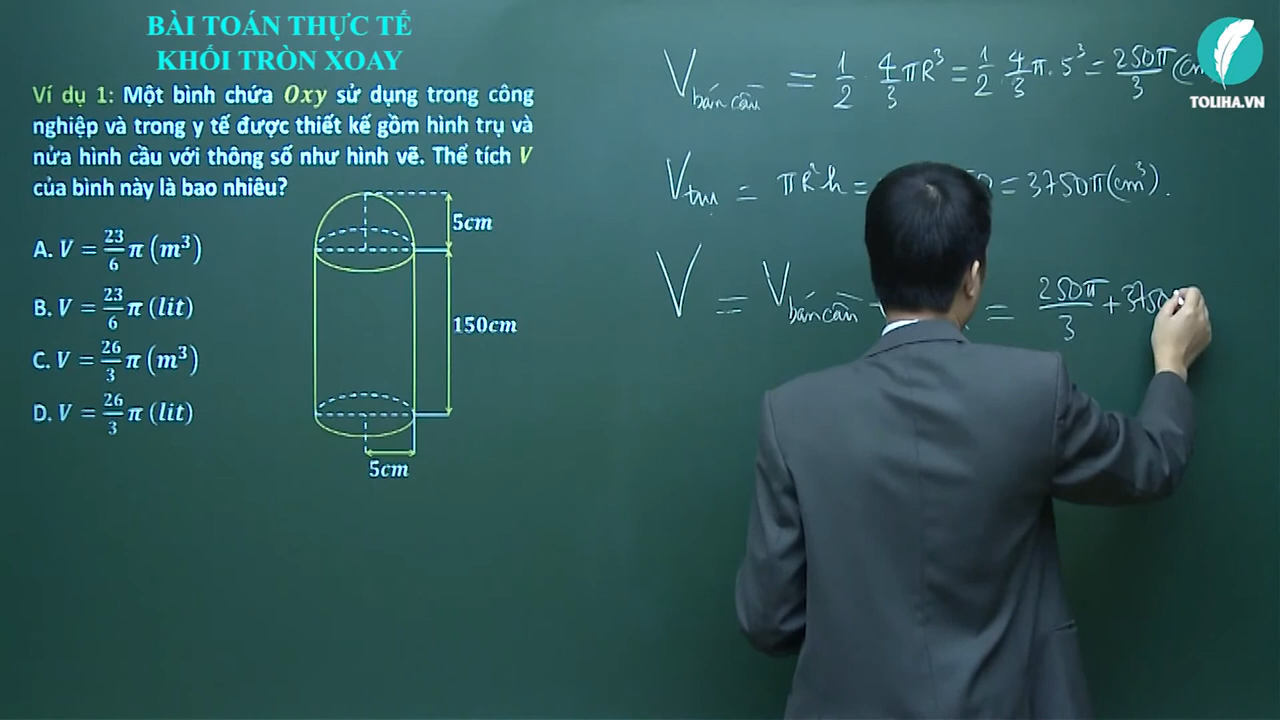 BÀI TOÁN THỰC TẾ
KHỐI TRÒN XOAY
Ví dụ 1: Một bình chứa Oxy sử dụng trong công
nghiệp và trong y tế được thiết kế gồm hình trụ và
nửa hình cầu với thông số như hình vẽ. Thể tích V
của bình này là bao nhiêu?
A. V = 23/6 π (m³)
B. V = 23/6 π (lit)
C. V = 26/3 π (m³)
D. V = 26/3 π (lit)
5cm
150cm
5cm
V bán cầu = 1/2 · 4/3 πR³ = 1/2 · 4/3 π · 5³ = 250π/3
V trụ = πR²h = = 3750π (cm³).
V = V bán cầu = 250π/3 + 3750
TOLIHA.VN